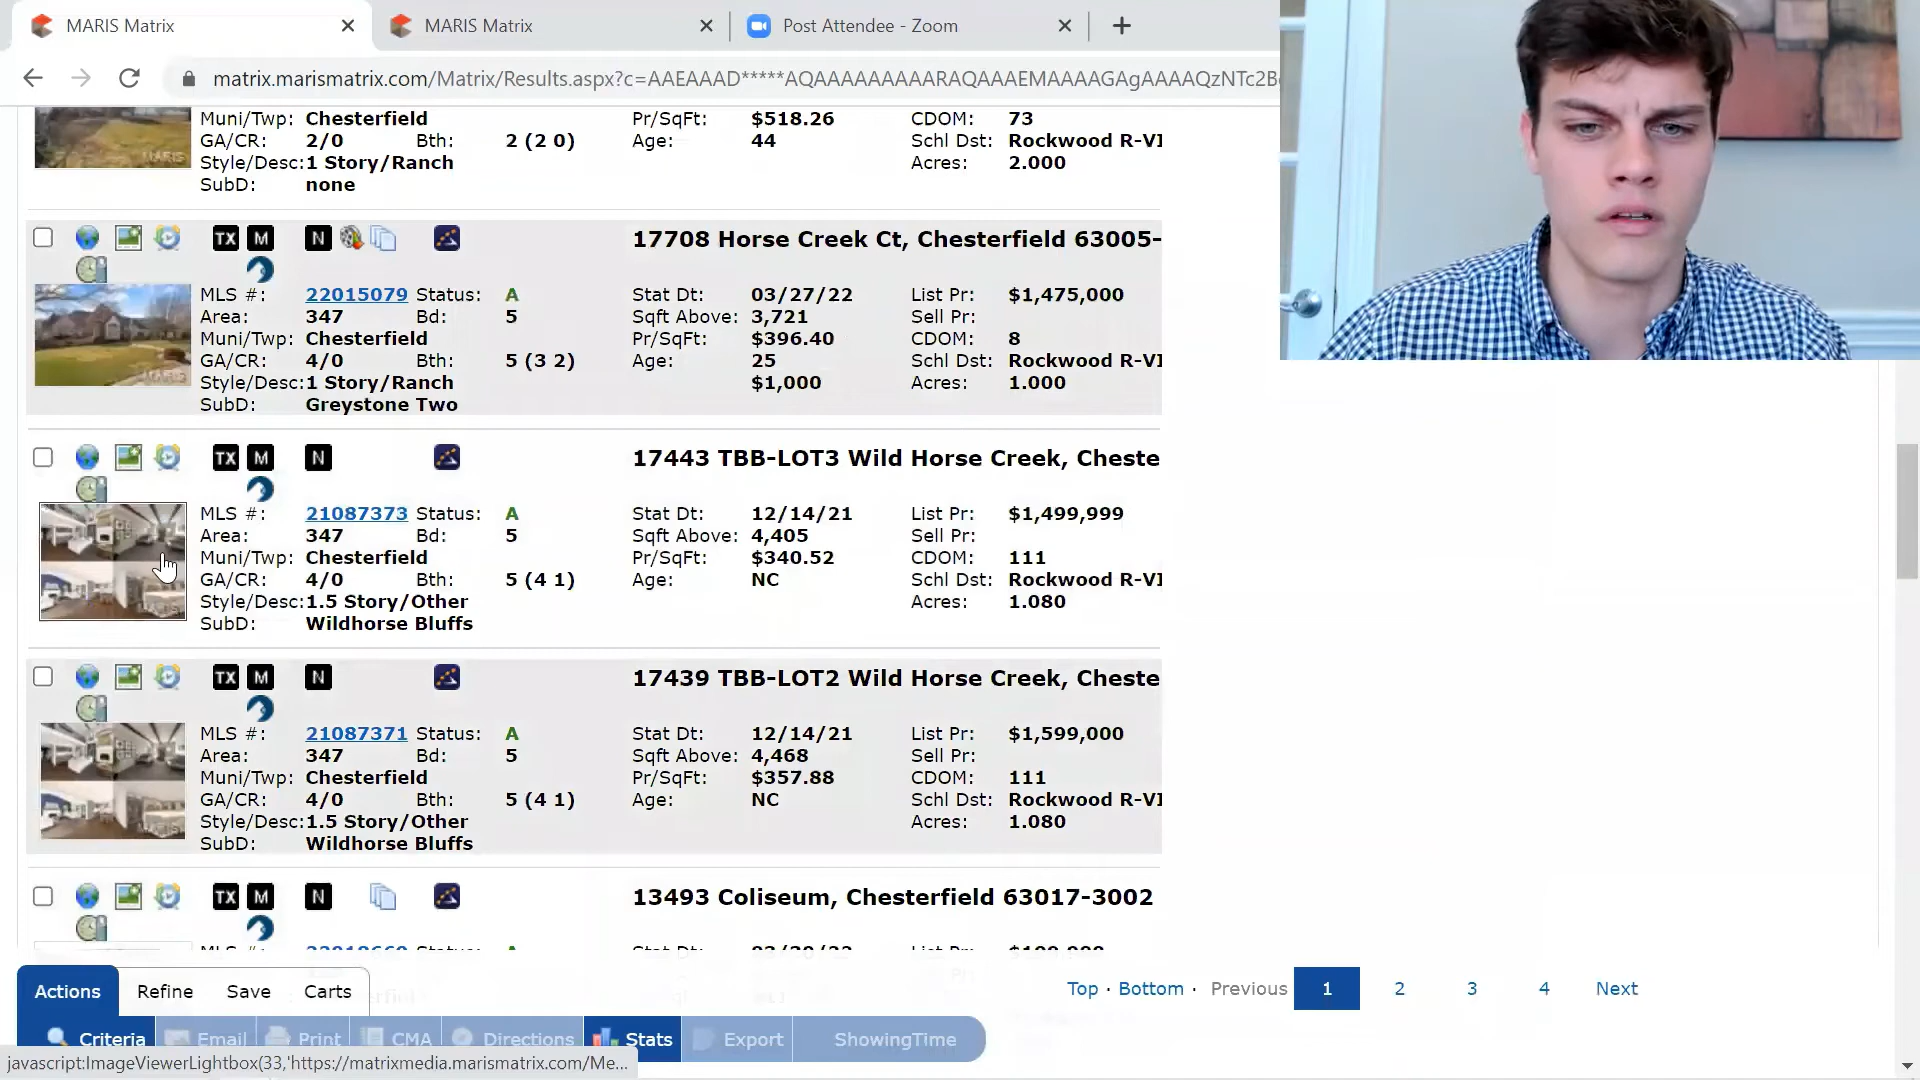 MARIS Matrix
MARIS Matrix
Post Attendee - Zoom
matrix.marismatrix.com/Matrix/Results.aspx?c=AAEAAAD*****AQAAAAAAAAARAQAAAEMAAAAGAgAAAAQzNTc2B
Muni/Twp: Chesterfield Pr/SqFt: $518.26 CDOM: 73
GA/CR: 2/0 Bth: 2 (2 0) Age: 44 Schl Dst: Rockwood R-VI
Style/Desc: 1 Story/Ranch Acres: 2.000
SubD: none
MARIS
TX M N 17708 Horse Creek Ct, Chesterfield 63005-
MLS #: 22015079 Status: A Stat Dt: 03/27/22 List Pr: $1,475,000
Area: 347 Bd: 5 Sqft Above: 3,721 Sell Pr:
Muni/Twp: Chesterfield Pr/SqFt: $396.40 CDOM: 8
GA/CR: 4/0 Bth: 5 (3 2) Age: 25 Schl Dst: Rockwood R-VI
Style/Desc: 1 Story/Ranch $1,000 Acres: 1.000
SubD: Greystone Two
MARIS
TX M N 17443 TBB-LOT3 Wild Horse Creek, Cheste
MLS #: 21087373 Status: A Stat Dt: 12/14/21 List Pr: $1,499,999
Area: 347 Bd: 5 Sqft Above: 4,405 Sell Pr:
Muni/Twp: Chesterfield Pr/SqFt: $340.52 CDOM: 111
GA/CR: 4/0 Bth: 5 (4 1) Age: NC Schl Dst: Rockwood R-VI
Style/Desc: 1.5 Story/Other Acres: 1.080
SubD: Wildhorse Bluffs
TX M N 17439 TBB-LOT2 Wild Horse Creek, Cheste
MLS #: 21087371 Status: A Stat Dt: 12/14/21 List Pr: $1,599,000
Area: 347 Bd: 5 Sqft Above: 4,468 Sell Pr:
Muni/Twp: Chesterfield Pr/SqFt: $357.88 CDOM: 111
GA/CR: 4/0 Bth: 5 (4 1) Age: NC Schl Dst: Rockwood R-VI
Style/Desc: 1.5 Story/Other Acres: 1.080
SubD: Wildhorse Bluffs
TX M N 13493 Coliseum, Chesterfield 63017-3002
Actions Refine Save Carts
Top · Bottom · Previous 1 2 3 4 Next
Criteria Email Print CMA Directions Stats Export ShowingTime
javascript:ImageViewerLightbox(33,'https://matrixmedia.marismatrix.com/Me...